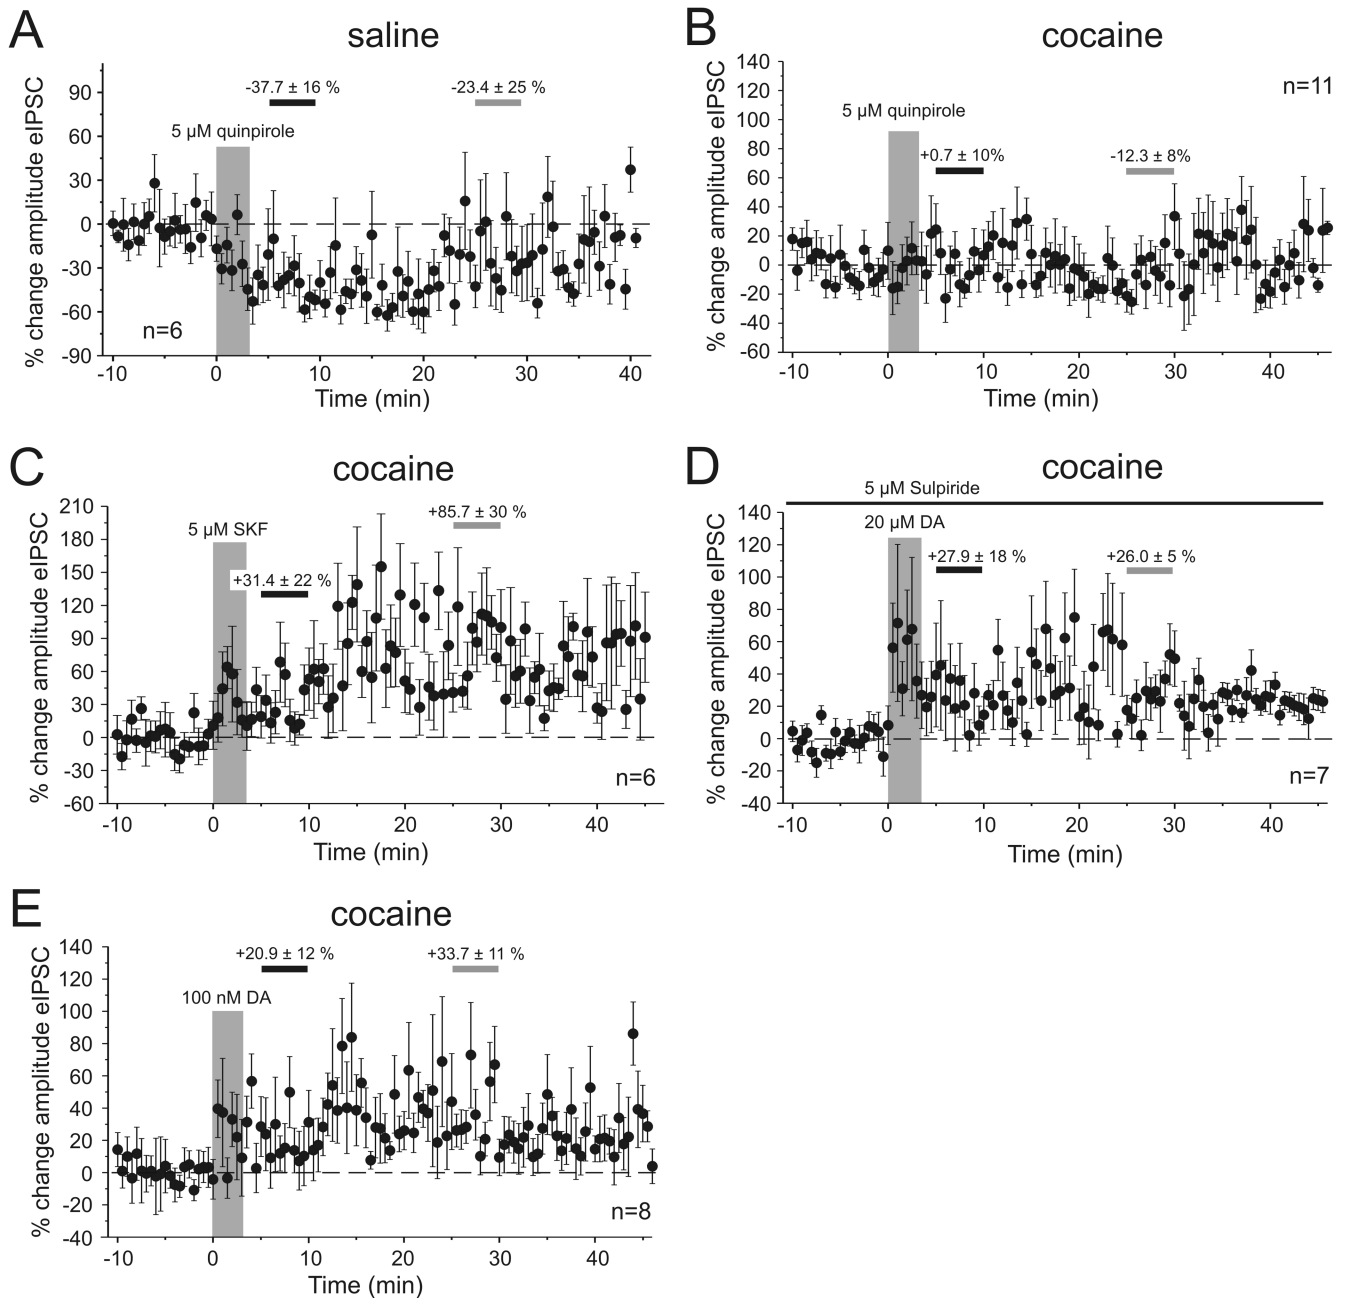 A
saline
% change amplitude eIPSC
90
60
30
0
-30
-60
-90
-37.7 ± 16 %
-23.4 ± 25 %
5 µM quinpirole
n=6
-10 0 10 20 30 40
Time (min)
B
cocaine
% change amplitude eIPSC
140
120
100
80
60
40
20
0
-20
-40
-60
n=11
5 µM quinpirole
+0.7 ± 10%
-12.3 ± 8%
-10 0 10 20 30 40
Time (min)
C
cocaine
% change amplitude eIPSC
210
180
150
120
90
60
30
0
-30
-60
5 µM SKF
+85.7 ± 30 %
+31.4 ± 22 %
n=6
-10 0 10 20 30 40
Time (min)
D
cocaine
5 µM Sulpiride
% change amplitude eIPSC
140
120
100
80
60
40
20
0
-20
-40
20 µM DA
+27.9 ± 18 %
+26.0 ± 5 %
n=7
-10 0 10 20 30 40
Time (min)
E
cocaine
% change amplitude eIPSC
140
120
100
80
60
40
20
0
-20
-40
+20.9 ± 12 %
+33.7 ± 11 %
100 nM DA
n=8
-10 0 10 20 30 40
Time (min)